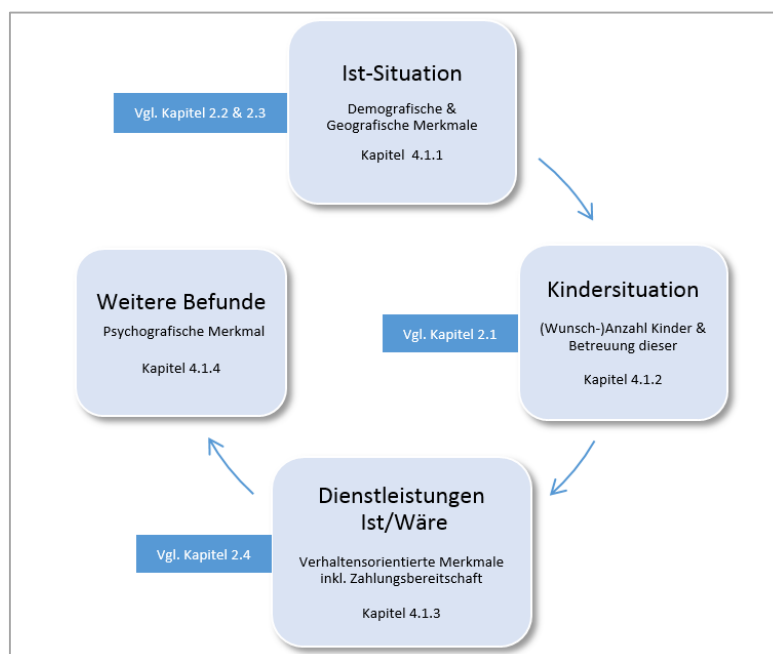 Ist-Situation
Demografische &
Geografische Merkmale
Kapitel 4.1.1
Vgl. Kapitel 2.2 & 2.3
Kindersituation
(Wunsch-)Anzahl Kinder &
Betreuung dieser
Kapitel 4.1.2
Vgl. Kapitel 2.1
Dienstleistungen
Ist/Wäre
Verhaltensorientierte Merkmale
inkl. Zahlungsbereitschaft
Kapitel 4.1.3
Vgl. Kapitel 2.4
Weitere Befunde
Psychografische Merkmal
Kapitel 4.1.4